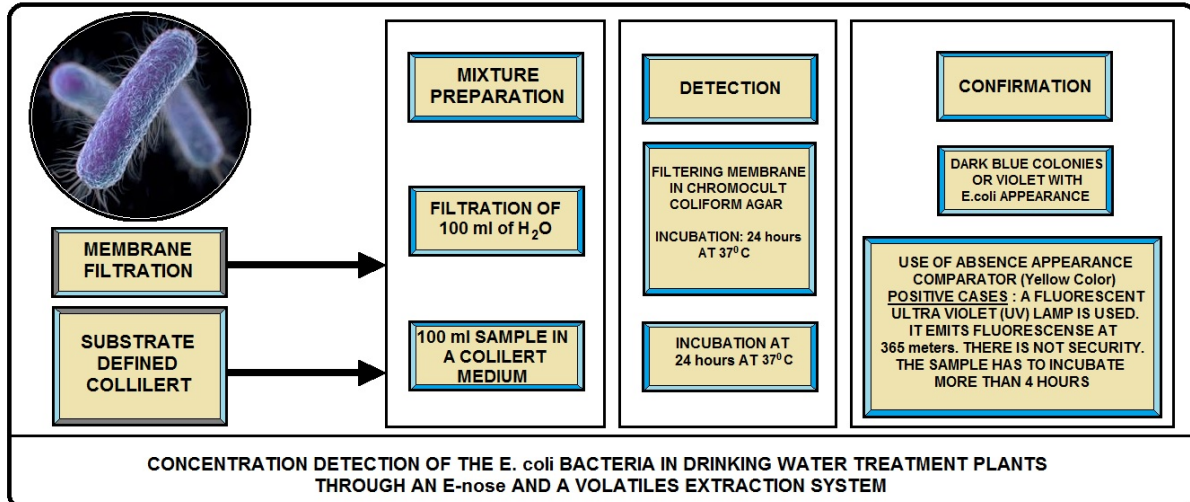 MEMBRANE
FILTRATION
SUBSTRATE
DEFINED
COLLILERT
MIXTURE
PREPARATION
FILTRATION OF
100 ml of H₂O
100 ml SAMPLE IN
A COLILERT
MEDIUM
DETECTION
FILTERING MEMBRANE
IN CHROMOCULT
COLIFORM AGAR
INCUBATION: 24 hours
AT 37⁰ C
INCUBATION AT
24 hours AT 37⁰ C
CONFIRMATION
DARK BLUE COLONIES
OR VIOLET WITH
E.coli APPEARANCE
USE OF ABSENCE APPEARANCE
COMPARATOR (Yellow Color)
POSITIVE CASES : A FLUORESCENT
ULTRA VIOLET (UV) LAMP IS USED.
IT EMITS FLUORESCENSE AT
365 meters. THERE IS NOT SECURITY.
THE SAMPLE HAS TO INCUBATE
MORE THAN 4 HOURS
CONCENTRATION DETECTION OF THE E. coli BACTERIA IN DRINKING WATER TREATMENT PLANTS
THROUGH AN E-nose AND A VOLATILES EXTRACTION SYSTEM